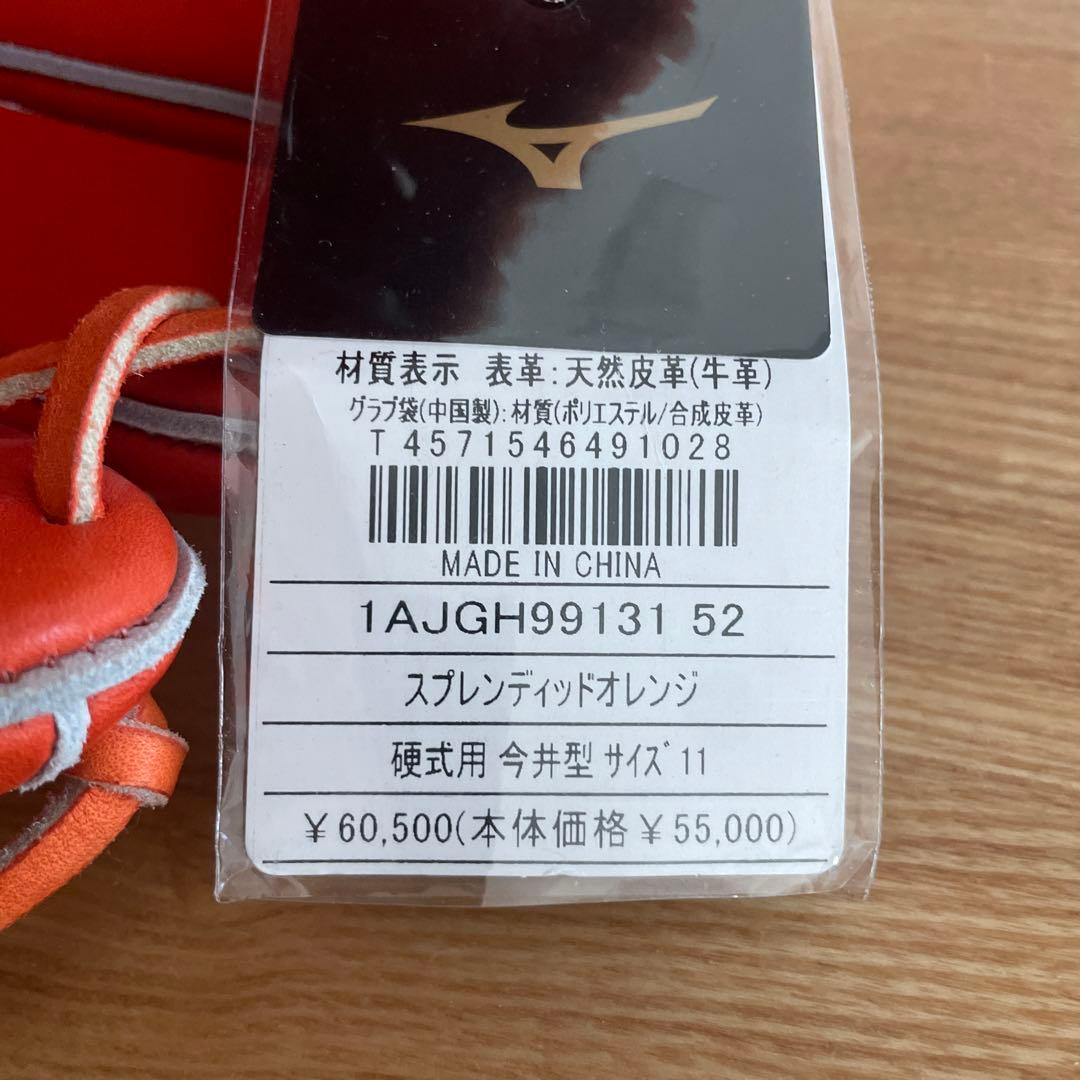 材質表示 表革:天然皮革(牛革)
グラブ袋(中国製):材質(ポリエステル/合成皮革)
T 4571546491028
MADE IN CHINA
1AJGH99131 52
スプレンディッドオレンジ
硬式用 今井型 サイズ 11
¥60,500(本体価格¥55,000)